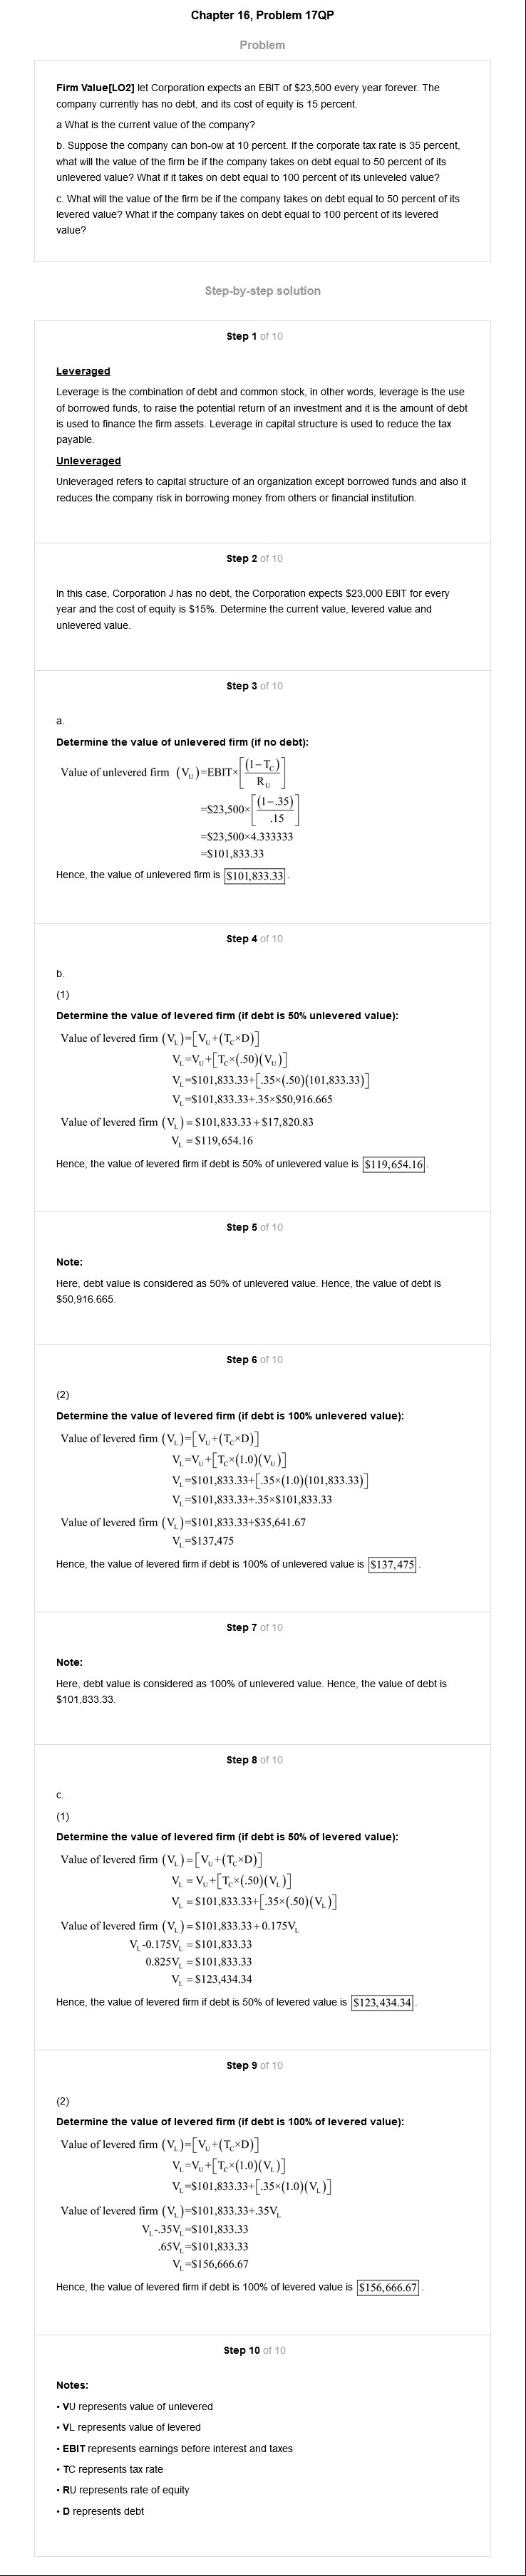 Chapter 16, Problem 17QP
Problem
Firm Value[LO2] let Corporation expects an EBIT of $23,500 every year forever. The
company currently has no debt, and its cost of equity is 15 percent.
a What is the current value of the company?
b. Suppose the company can bon-ow at 10 percent. If the corporate tax rate is 35 percent,
what will the value of the firm be if the company takes on debt equal to 50 percent of its
unlevered value? What if it takes on debt equal to 100 percent of its unleveled value?
c. What will the value of the firm be if the company takes on debt equal to 50 percent of its
levered value? What if the company takes on debt equal to 100 percent of its levered
value?
Step-by-step solution
Step 1 of 10
Leveraged
Leverage is the combination of debt and common stock, in other words, leverage is the use
of borrowed funds, to raise the potential return of an investment and it is the amount of debt
is used to finance the firm assets. Leverage in capital structure is used to reduce the tax
payable.
Unleveraged
Unleveraged refers to capital structure of an organization except borrowed funds and also it
reduces the company risk in borrowing money from others or financial institution.
Step 2 of 10
In this case, Corporation J has no debt, the Corporation expects $23,000 EBIT for every
year and the cost of equity is $15%. Determine the current value, levered value and
unlevered value.
Step 3 of 10
a.
Determine the value of unlevered firm (if no debt):
Value of unlevered firm (V_U)=EBIT×[(1−T_C)/R_U]
=$23,500×[(1−.35)/.15]
=$23,500×4.333333
=$101,833.33
Hence, the value of unlevered firm is $101,833.33.
Step 4 of 10
b.
(1)
Determine the value of levered firm (if debt is 50% unlevered value):
Value of levered firm (V_L)=[V_U+(T_C×D)]
V_L=V_U+[T_C×(.50)(V_U)]
V_L=$101,833.33+[.35×(.50)(101,833.33)]
V_L=$101,833.33+.35×$50,916.665
Value of levered firm (V_L) = $101,833.33 + $17,820.83
V_L = $119,654.16
Hence, the value of levered firm if debt is 50% of unlevered value is $119,654.16.
Step 5 of 10
Note:
Here, debt value is considered as 50% of unlevered value. Hence, the value of debt is
$50,916.665.
Step 6 of 10
(2)
Determine the value of levered firm (if debt is 100% unlevered value):
Value of levered firm (V_L)=[V_U+(T_C×D)]
V_L=V_U+[T_C×(1.0)(V_U)]
V_L=$101,833.33+[.35×(1.0)(101,833.33)]
V_L=$101,833.33+.35×$101,833.33
Value of levered firm (V_L)=$101,833.33+$35,641.67
V_L=$137,475
Hence, the value of levered firm if debt is 100% of unlevered value is $137,475.
Step 7 of 10
Note:
Here, debt value is considered as 100% of unlevered value. Hence, the value of debt is
$101,833.33.
Step 8 of 10
c.
(1)
Determine the value of levered firm (if debt is 50% of levered value):
Value of levered firm (V_L) = [V_U+(T_C×D)]
V_L = V_U+[T_C×(.50)(V_L)]
V_L = $101,833.33+[.35×(.50)(V_L)]
Value of levered firm (V_L) = $101,833.33+0.175V_L
V_L-0.175V_L = $101,833.33
0.825V_L = $101,833.33
V_L = $123,434.34
Hence, the value of levered firm if debt is 50% of levered value is $123,434.34.
Step 9 of 10
(2)
Determine the value of levered firm (if debt is 100% of levered value):
Value of levered firm (V_L)=[V_U+(T_C×D)]
V_L=V_U+[T_C×(1.0)(V_L)]
V_L=$101,833.33+[.35×(1.0)(V_L)]
Value of levered firm (V_L)=$101,833.33+.35V_L
V_L-.35V_L=$101,833.33
.65V_L=$101,833.33
V_L=$156,666.67
Hence, the value of levered firm if debt is 100% of levered value is $156,666.67.
Step 10 of 10
Notes:
• VU represents value of unlevered
• VL represents value of levered
• EBIT represents earnings before interest and taxes
• TC represents tax rate
• RU represents rate of equity
• D represents debt